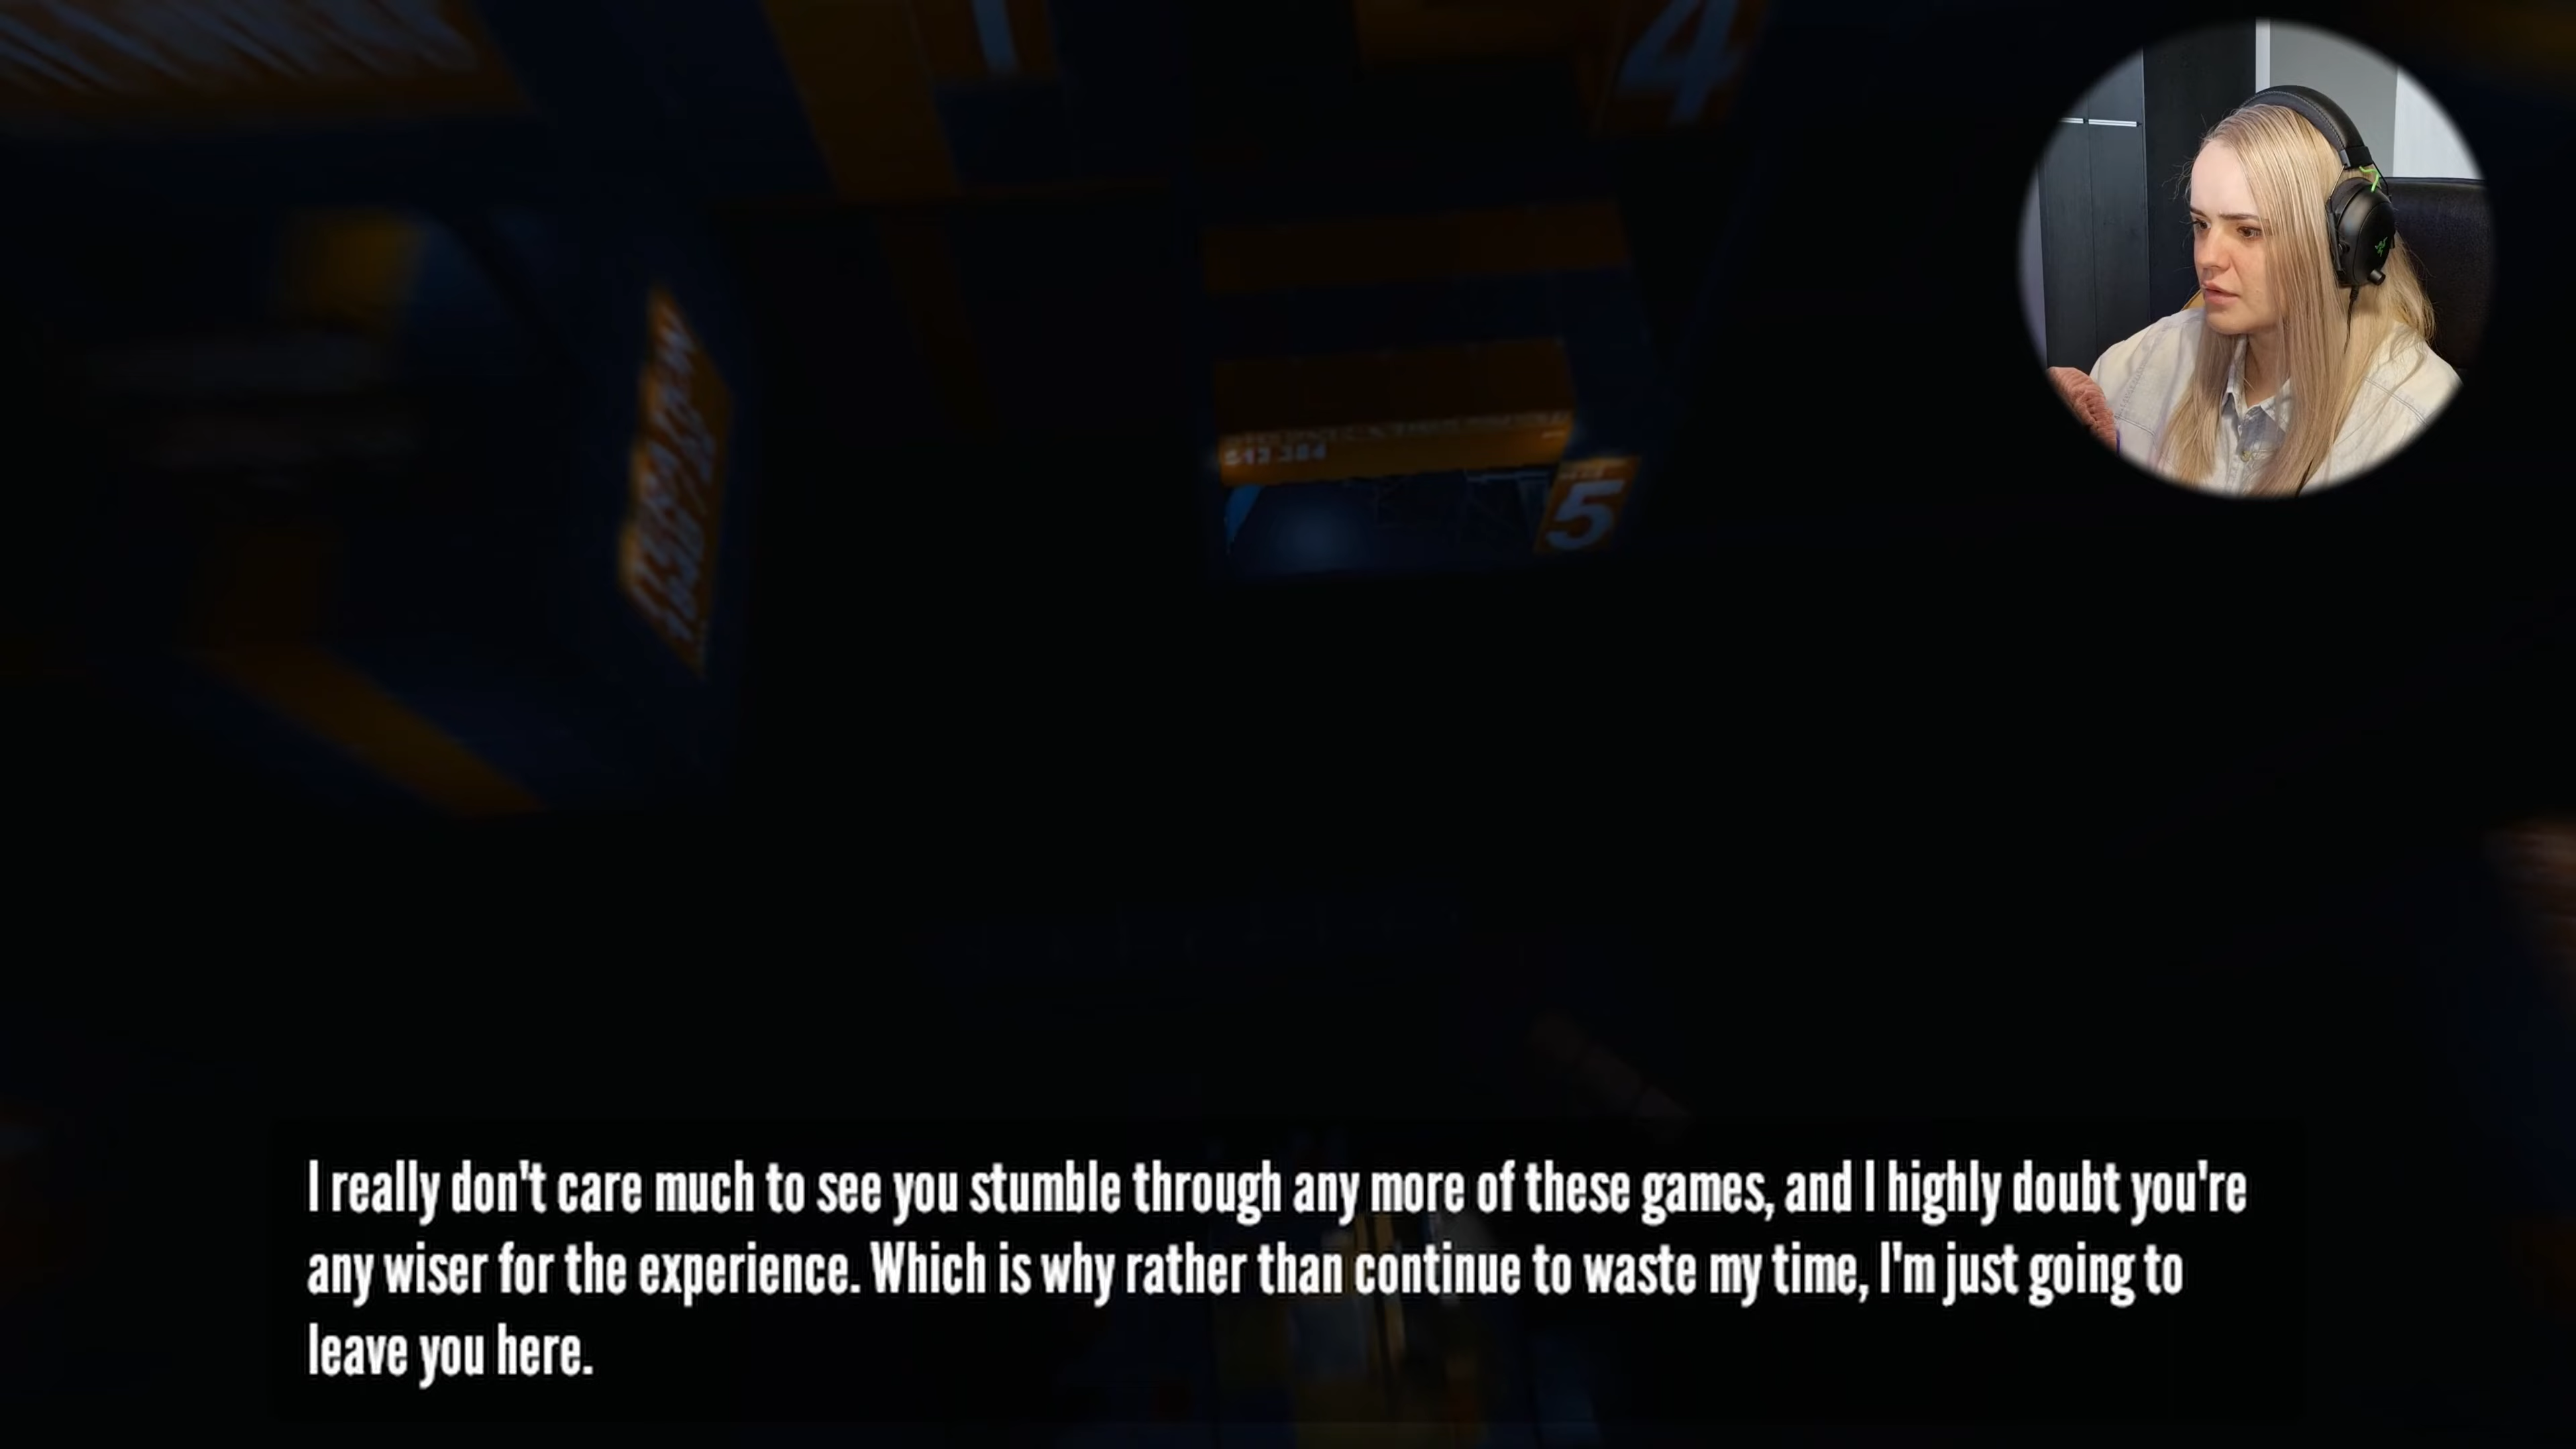 4
5
I really don't care much to see you stumble through any more of these games, and I highly doubt you're
any wiser for the experience. Which is why rather than continue to waste my time, I'm just going to
leave you here.